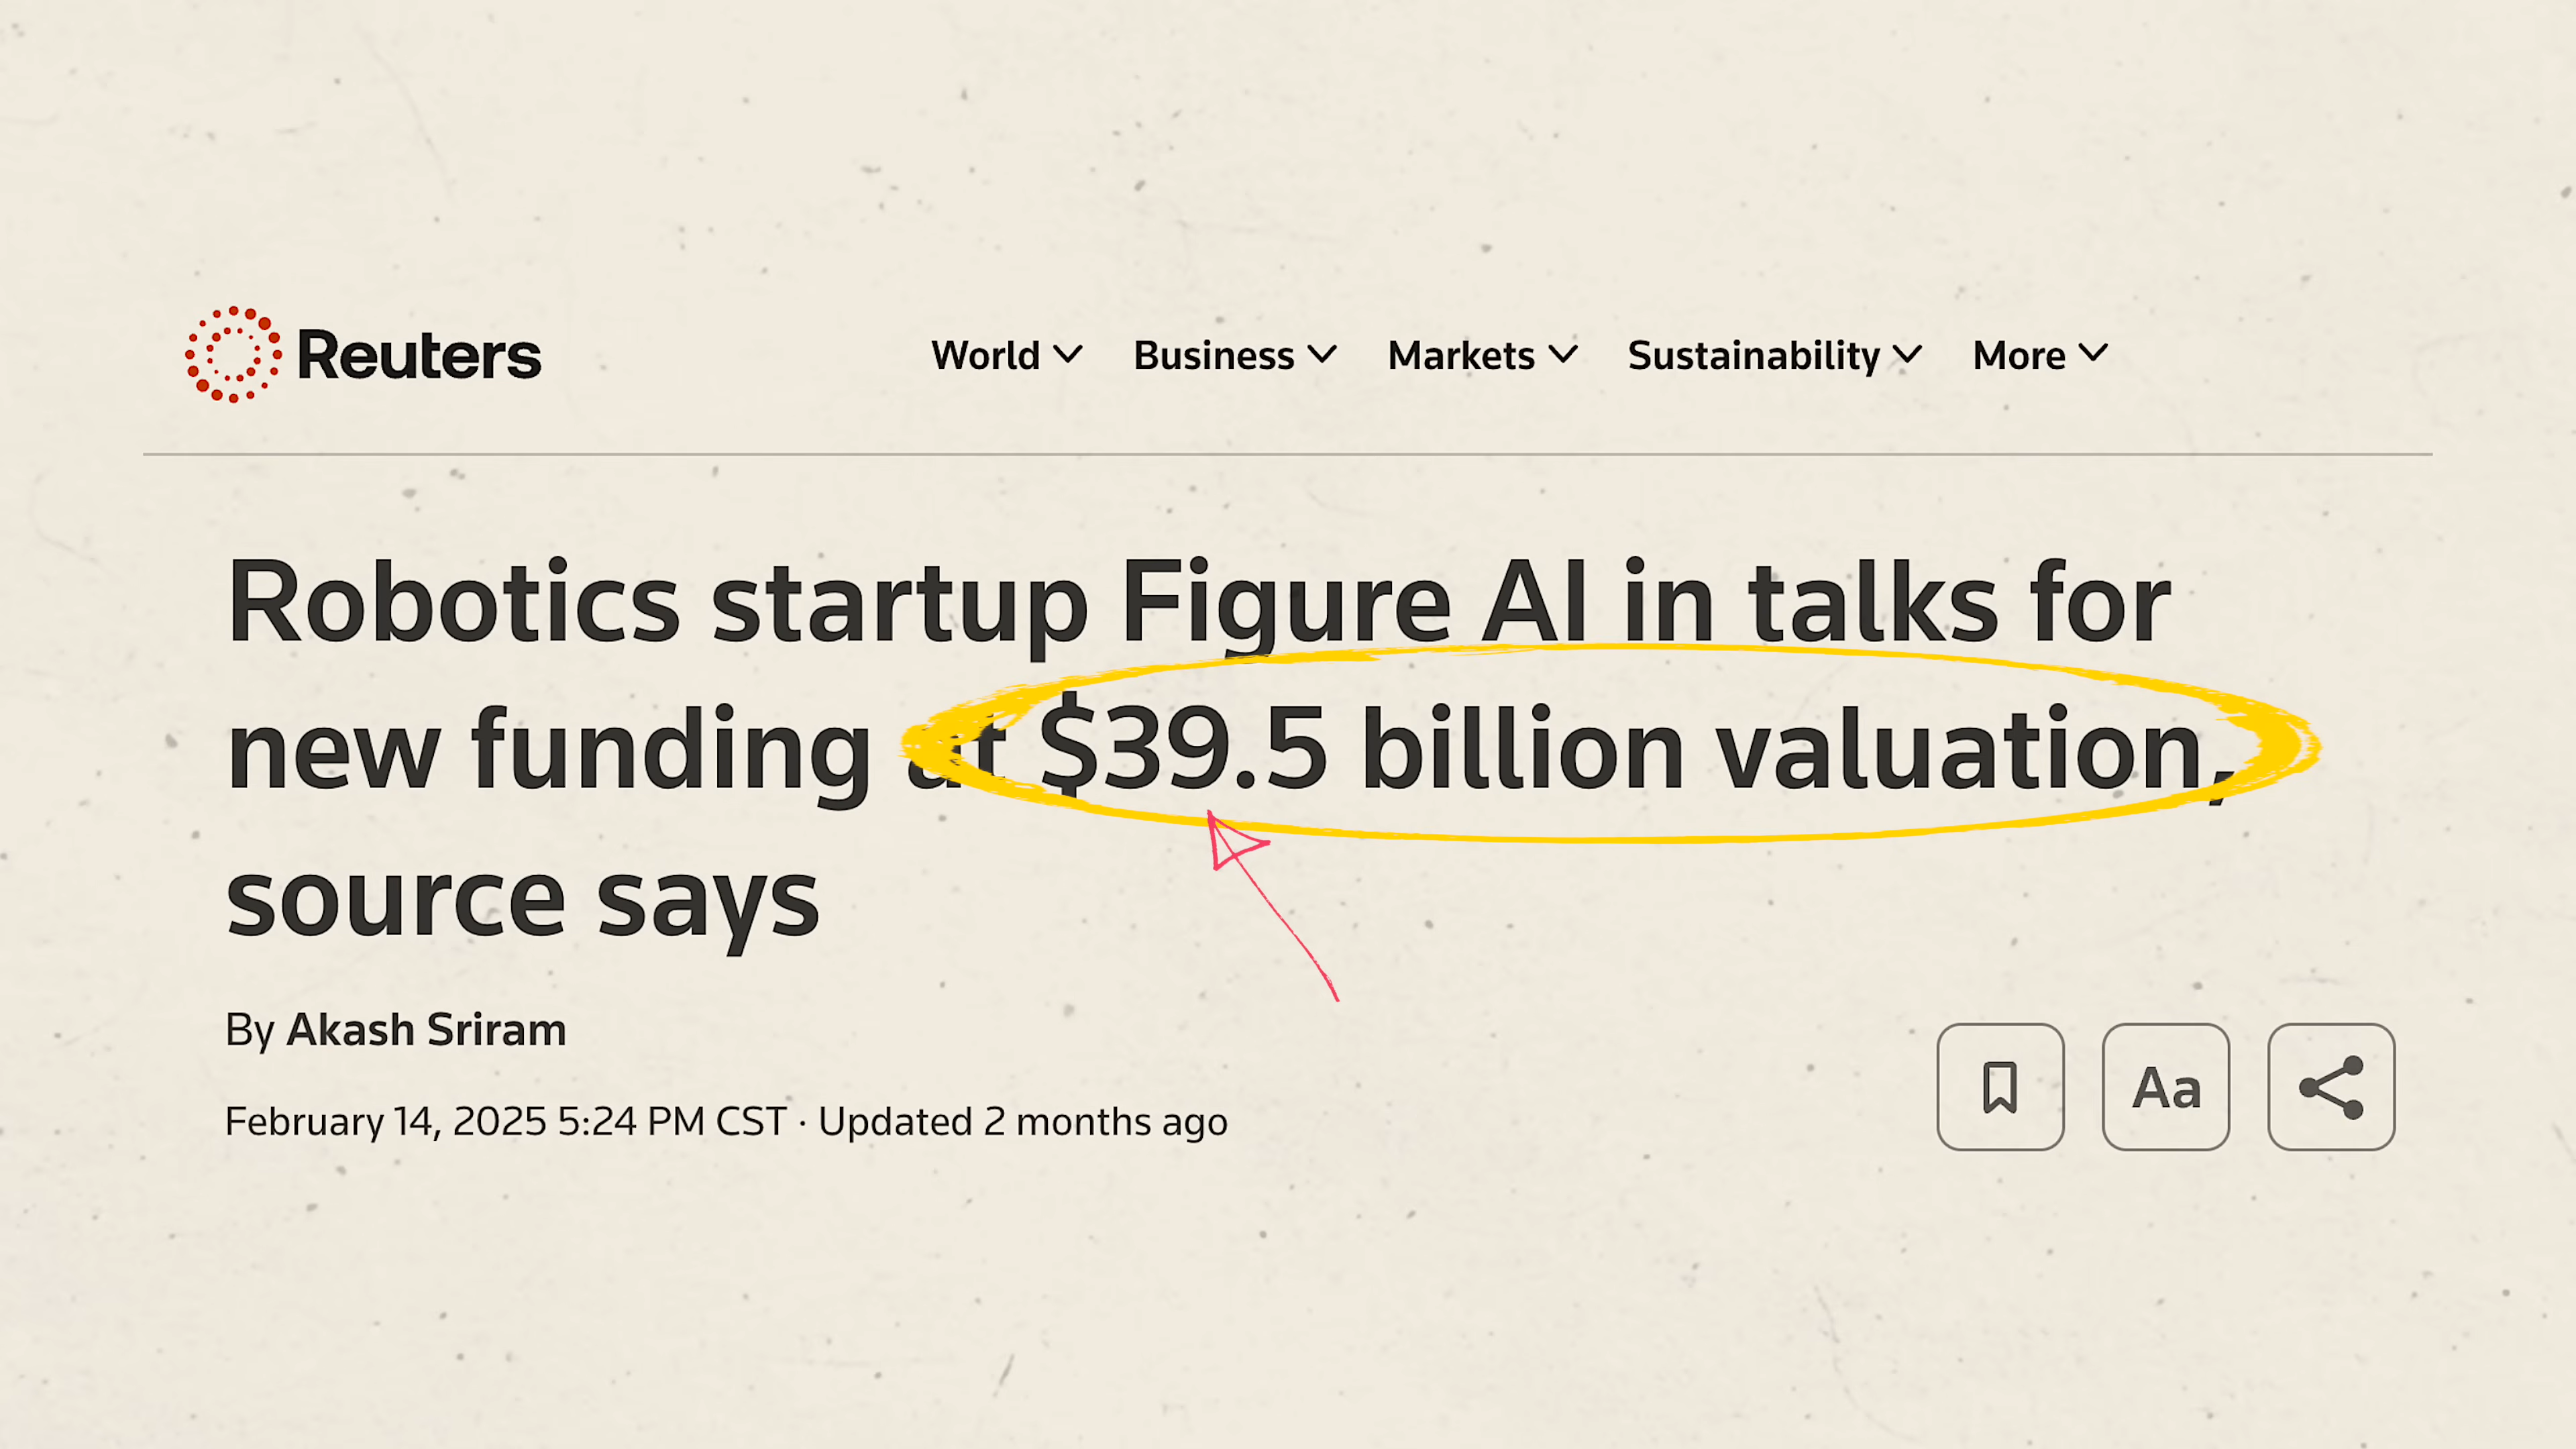 Reuters
World Business Markets Sustainability More
Robotics startup Figure AI in talks for
new funding at $39.5 billion valuation,
source says
By Akash Sriram
February 14, 2025 5:24 PM CST · Updated 2 months ago
Aa